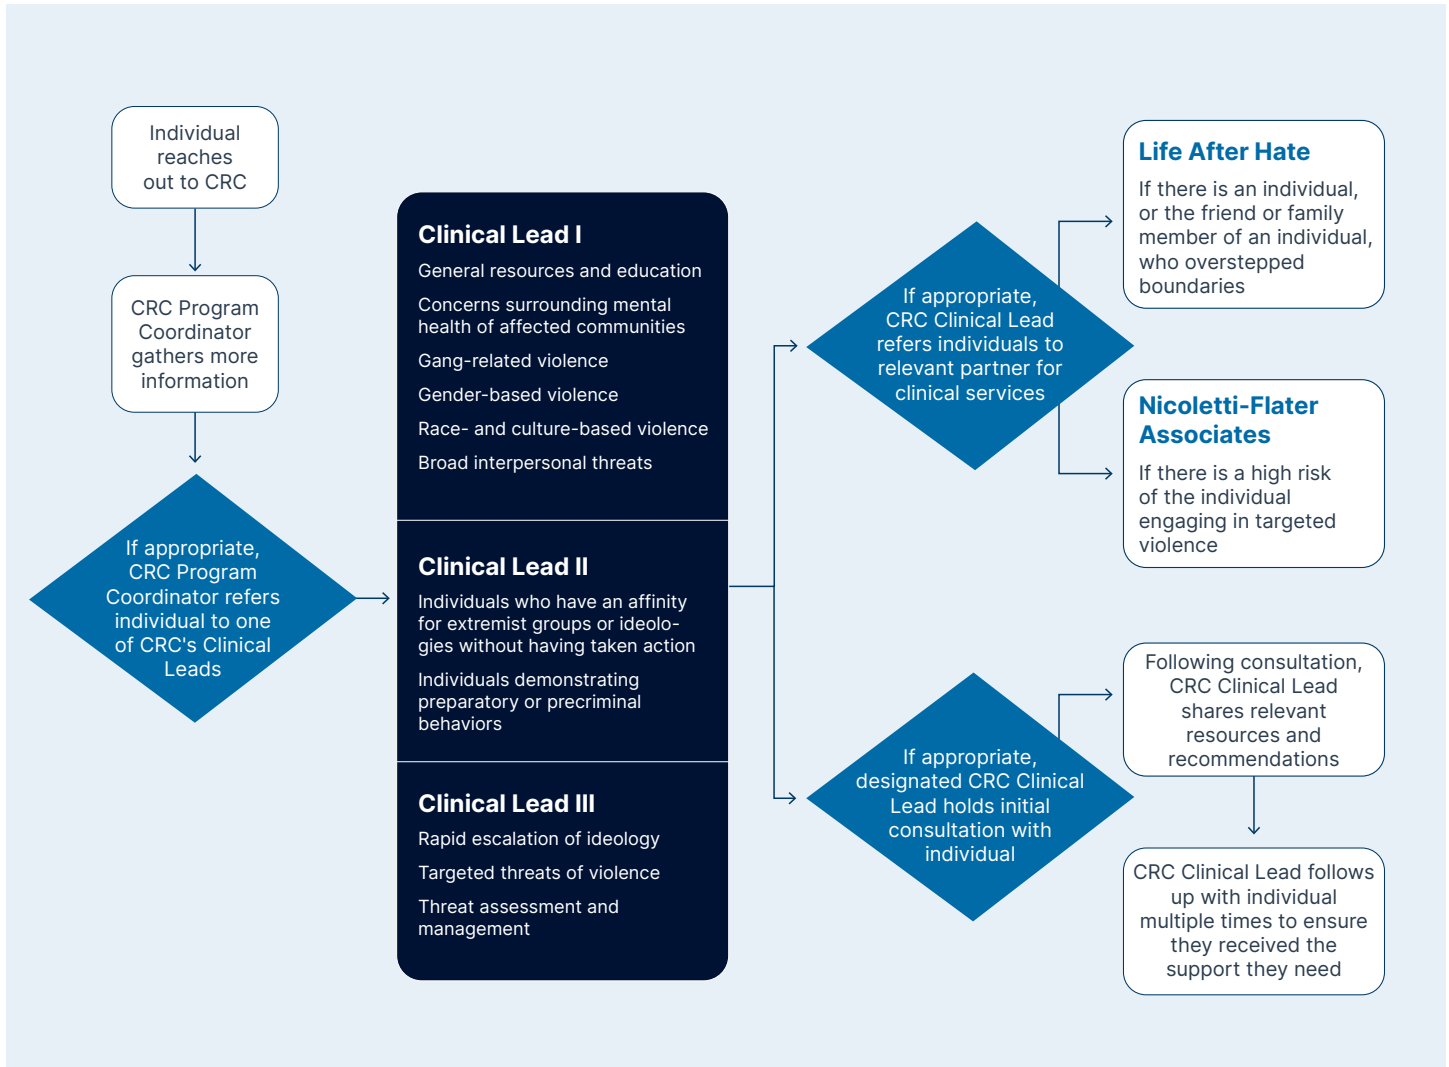 Individual
reaches
out to CRC
CRC Program
Coordinator
gathers more
information
If appropriate,
CRC Program
Coordinator refers
individual to one
of CRC's Clinical
Leads
Clinical Lead I
General resources and education
Concerns surrounding mental
health of affected communities
Gang-related violence
Gender-based violence
Race- and culture-based violence
Broad interpersonal threats
Clinical Lead II
Individuals who have an affinity
for extremist groups or ideolo-
gies without having taken action
Individuals demonstrating
preparatory or precriminal
behaviors
Clinical Lead III
Rapid escalation of ideology
Targeted threats of violence
Threat assessment and
management
If appropriate,
CRC Clinical Lead
refers individuals to
relevant partner for
clinical services
Life After Hate
If there is an individual,
or the friend or family
member of an individual,
who overstepped
boundaries
Nicoletti-Flater
Associates
If there is a high risk
of the individual
engaging in targeted
violence
If appropriate,
designated CRC Clinical
Lead holds initial
consultation with
individual
Following consultation,
CRC Clinical Lead
shares relevant
resources and
recommendations
CRC Clinical Lead follows
up with individual
multiple times to ensure
they received the
support they need